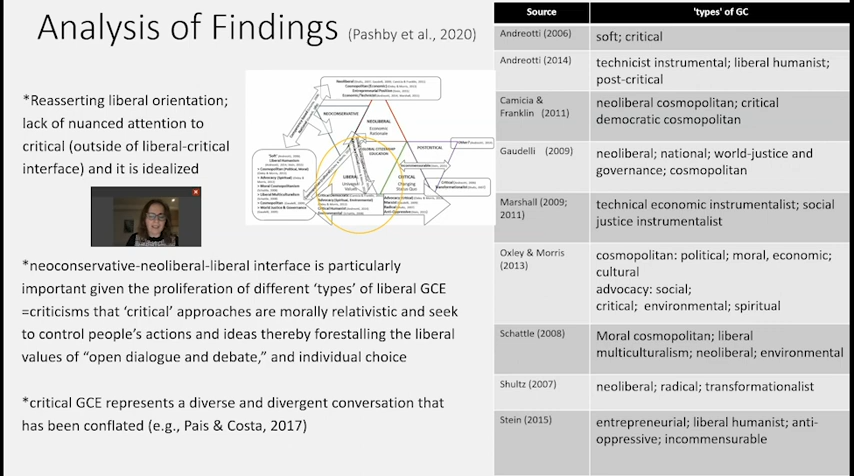 Analysis of Findings (Pashby et al., 2020)
*Reasserting liberal orientation;
lack of nuanced attention to
critical (outside of liberal-critical
interface) and it is idealized
NEOCONSERVATIVE
NEOLIBERAL
Economic
Rationale
POSTCRITICAL
GLOBAL CITIZENSHIP
EDUCATION
LIBERAL
CRITICAL
*neoconservative-neoliberal-liberal interface is particularly
important given the proliferation of different ‘types’ of liberal GCE
=criticisms that ‘critical’ approaches are morally relativistic and seek
to control people’s actions and ideas thereby forestalling the liberal
values of “open dialogue and debate,” and individual choice
*critical GCE represents a diverse and divergent conversation that
has been conflated (e.g., Pais & Costa, 2017)
Source 'types' of GC
Andreotti (2006) soft; critical
Andreotti (2014) technicist instrumental; liberal humanist;
post-critical
Camicia & neoliberal cosmopolitan; critical
Franklin (2011) democratic cosmopolitan
Gaudelli (2009) neoliberal; national; world-justice and
governance; cosmopolitan
Marshall (2009; technical economic instrumentalist; social
2011) justice instrumentalist
Oxley & Morris cosmopolitan: political; moral, economic;
(2013) cultural
advocacy: social;
critical; environmental; spiritual
Schattle (2008) Moral cosmopolitan; liberal
multiculturalism; neoliberal; environmental
Shultz (2007) neoliberal; radical; transformationalist
Stein (2015) entrepreneurial; liberal humanist; anti-
oppressive; incommensurable